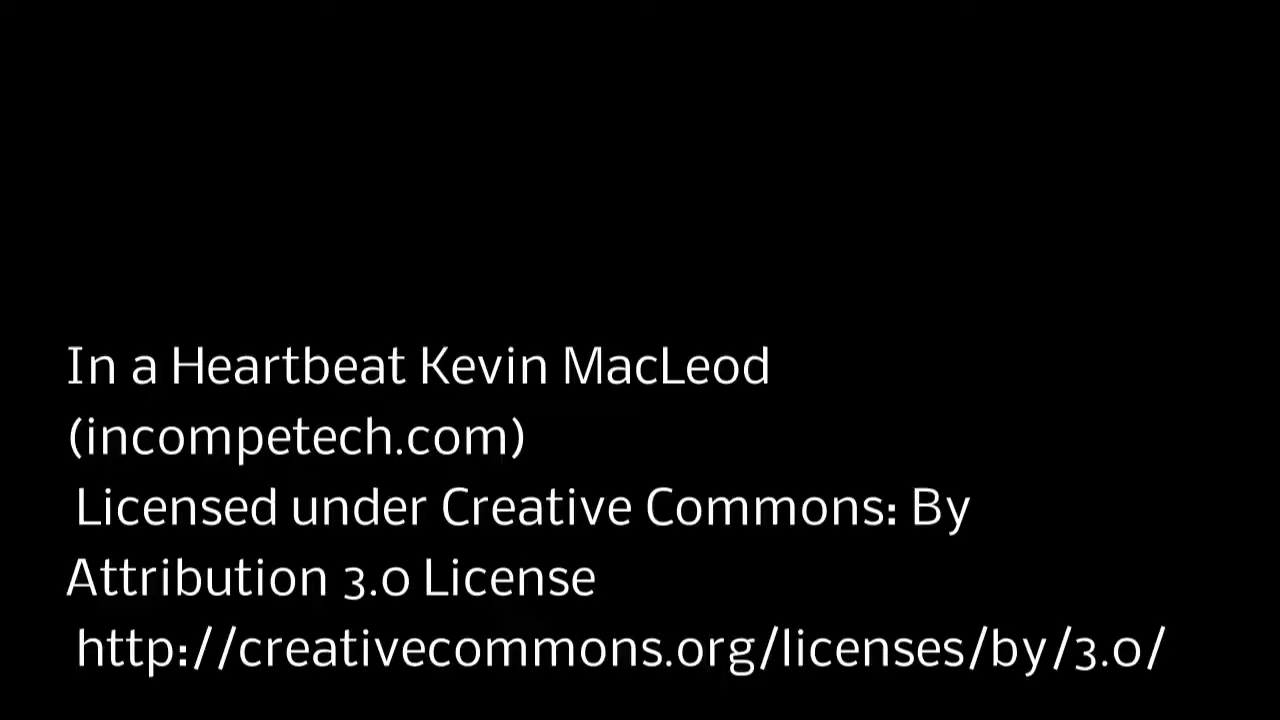 In a Heartbeat Kevin MacLeod
(incompetech.com)
Licensed under Creative Commons: By
Attribution 3.0 License
http://creativecommons.org/licenses/by/3.0/